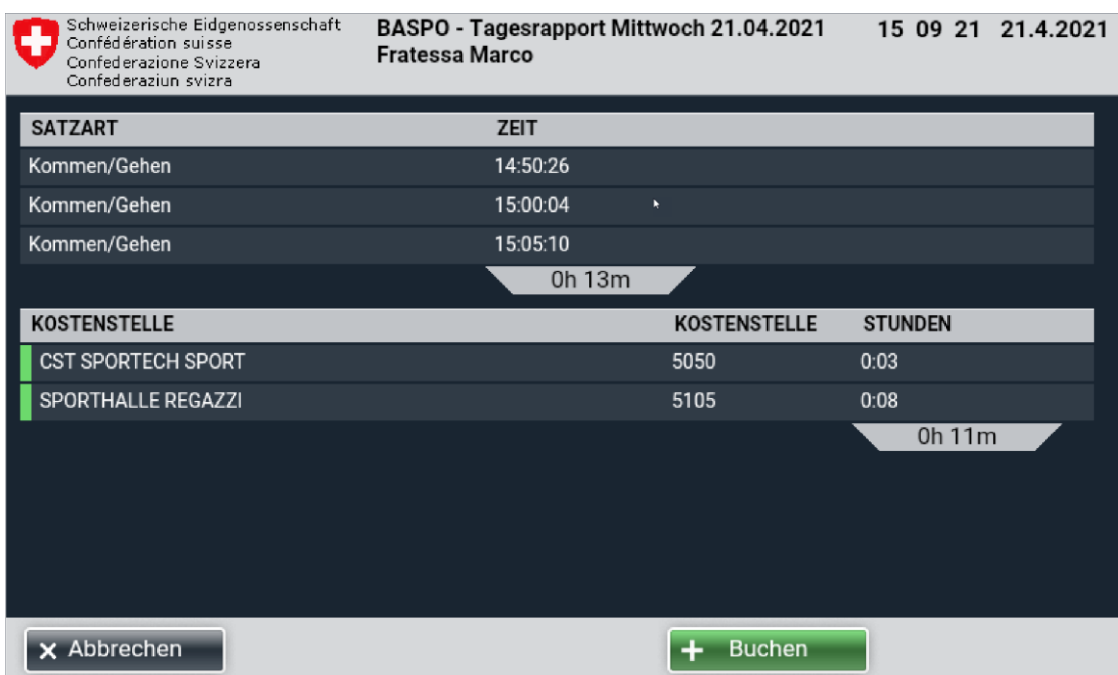 Schweizerische Eidgenossenschaft
Confédération suisse
Confederazione Svizzera
Confederaziun svizra
BASPO - Tagesrapport Mittwoch 21.04.2021
Fratessa Marco
15 09 21 21.4.2021
SATZART ZEIT
Kommen/Gehen 14:50:26
Kommen/Gehen 15:00:04
Kommen/Gehen 15:05:10
0h 13m
KOSTENSTELLE KOSTENSTELLE STUNDEN
CST SPORTECH SPORT 5050 0:03
SPORTHALLE REGAZZI 5105 0:08
0h 11m
Abbrechen
Buchen